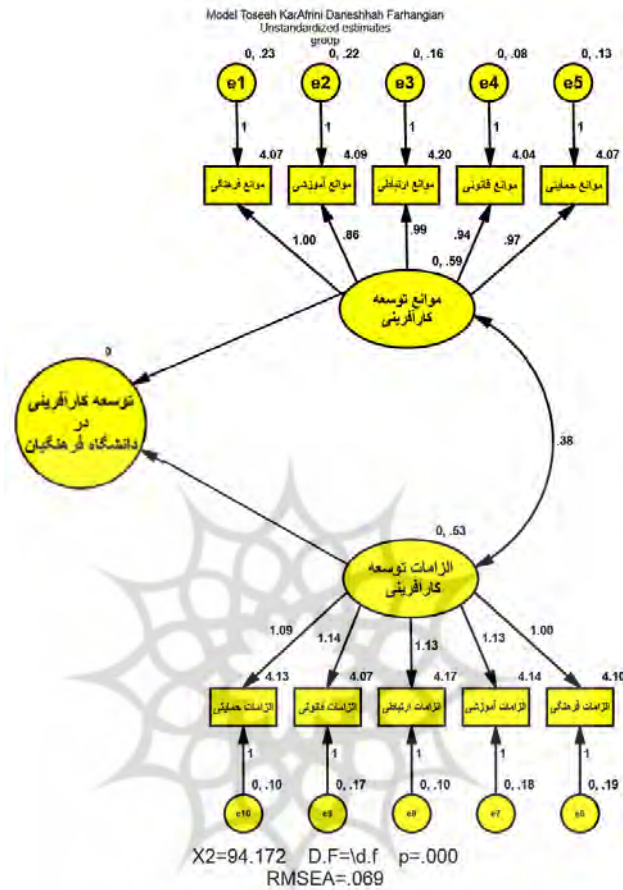 Model Toseeh KarAfrini Daneshhah Farhangian
Unstandardized estimates
group
0, .23
0, .22
0, .16
0, .08
0, .13
e1
e2
e3
e4
e5
1
1
1
1
1
4.07
4.09
4.20
4.04
4.07
موانع فرهنگی
موانع آموزشی
موانع ارتباطی
موانع قانونی
موانع حمایتی
1.00
.86
.99
.94
.97
0, .59
موانع توسعه
کارآفرینی
0
توسعه کارآفرینی
در
دانشگاه فرهنگیان
.38
0, .53
الزامات توسعه
کارآفرینی
1.09
1.14
1.13
1.13
1.00
4.13
4.07
4.17
4.14
4.10
الزامات حمایتی
الزامات قانونی
الزامات ارتباطی
الزامات آموزشی
الزامات فرهنگی
1
1
1
1
1
0, .10
0, .17
0, .10
0, .18
0, .19
e10
e9
e7
X2=94.172 D.F=\d.f p=.000
RMSEA=.069